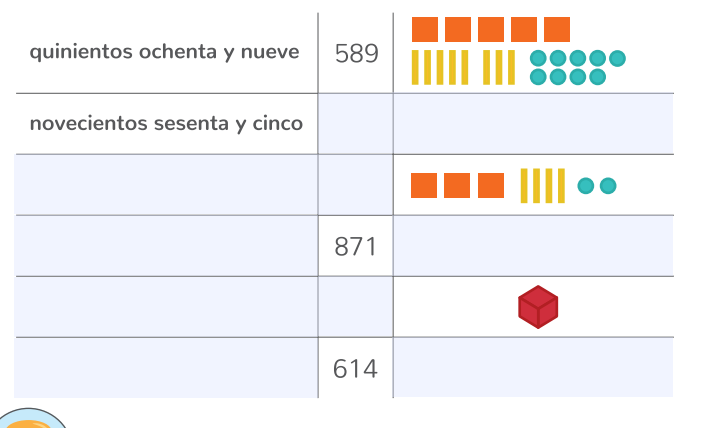 quinientos ochenta y nueve 589
novecientos sesenta y cinco
871
614